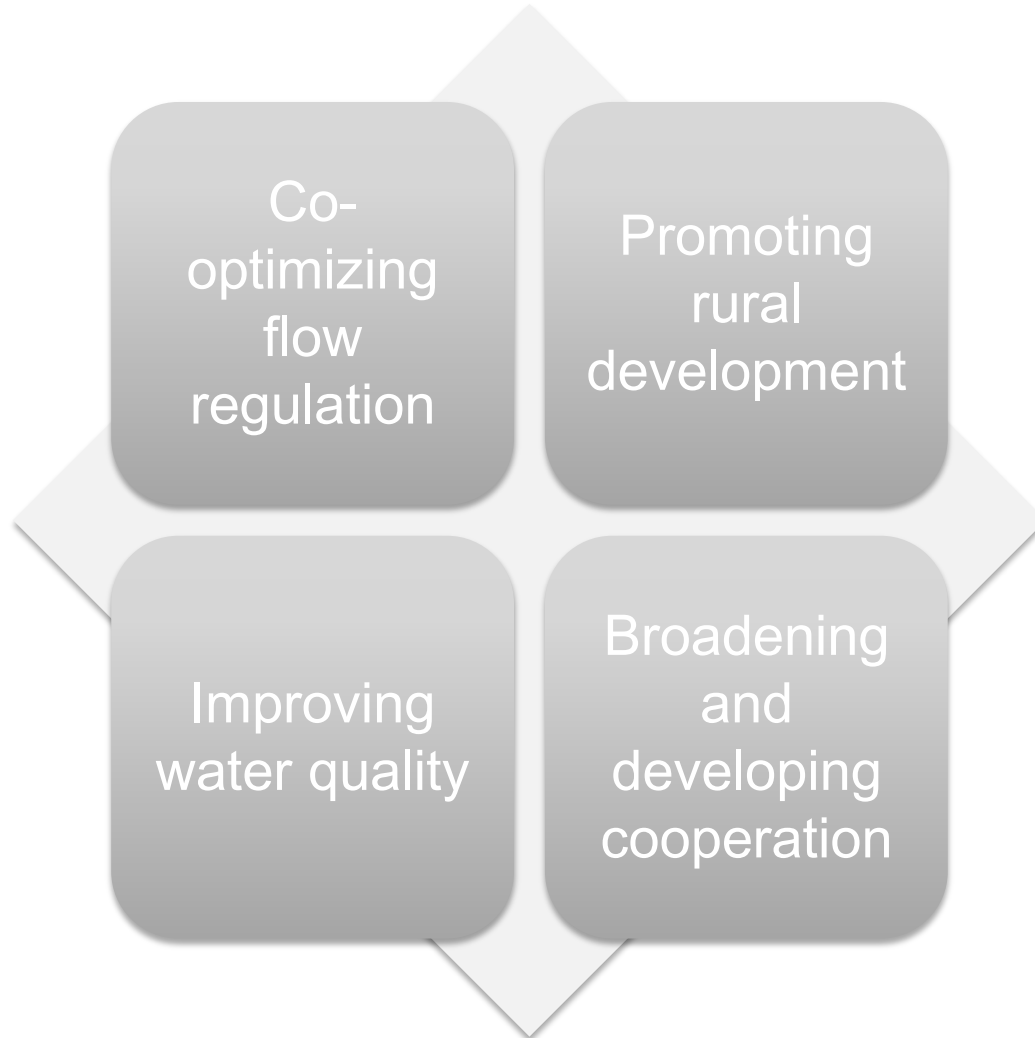 Co-
optimizing
flow
regulation
Promoting
rural
development
Improving
water quality
Broadening
and
developing
cooperation